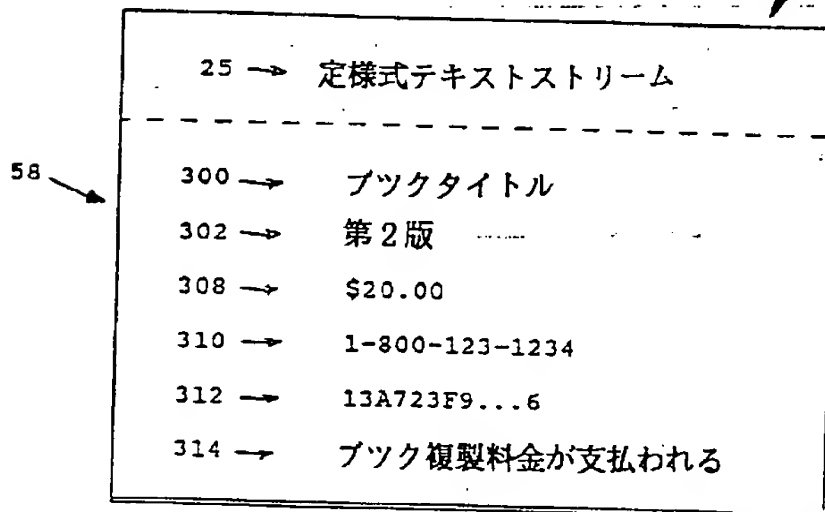 25 → 定様式テキストストリーム
58
300 → ブツクタイトル
302 → 第2版
308 → $20.00
310 → 1-800-123-1234
312 → 13A723F9...6
314 → ブツク複製料金が支払われる